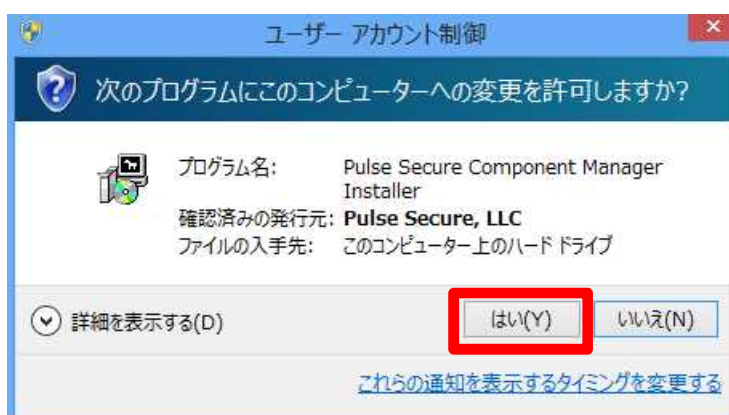 ユーザー アカウント制御
次のプログラムにこのコンピューターへの変更を許可しますか?
プログラム名: Pulse Secure Component Manager
Installer
確認済みの発行元: Pulse Secure, LLC
ファイルの入手先: このコンピューター上のハード ドライブ
詳細を表示する(D) はい(Y) いいえ(N)
これらの通知を表示するタイミングを変更する